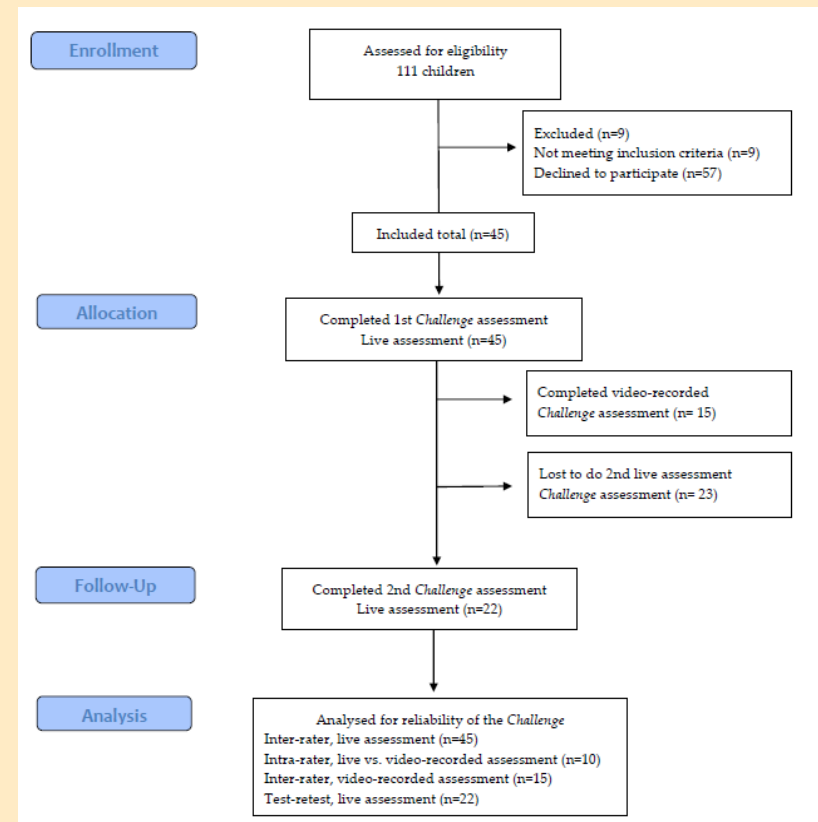 Enrollment
Assessed for eligibility
111 children
Excluded (n=9)
Not meeting inclusion criteria (n=9)
Declined to participate (n=57)
Included total (n=45)
Allocation
Completed 1st Challenge assessment
Live assessment (n=45)
Completed video-recorded
Challenge assessment (n= 15)
Lost to do 2nd live assessment
Challenge assessment (n= 23)
Follow-Up
Completed 2nd Challenge assessment
Live assessment (n=22)
Analysis
Analysed for reliability of the Challenge
Inter-rater, live assessment (n=45)
Intra-rater, live vs. video-recorded assessment (n=10)
Inter-rater, video-recorded assessment (n=15)
Test-retest, live assessment (n=22)